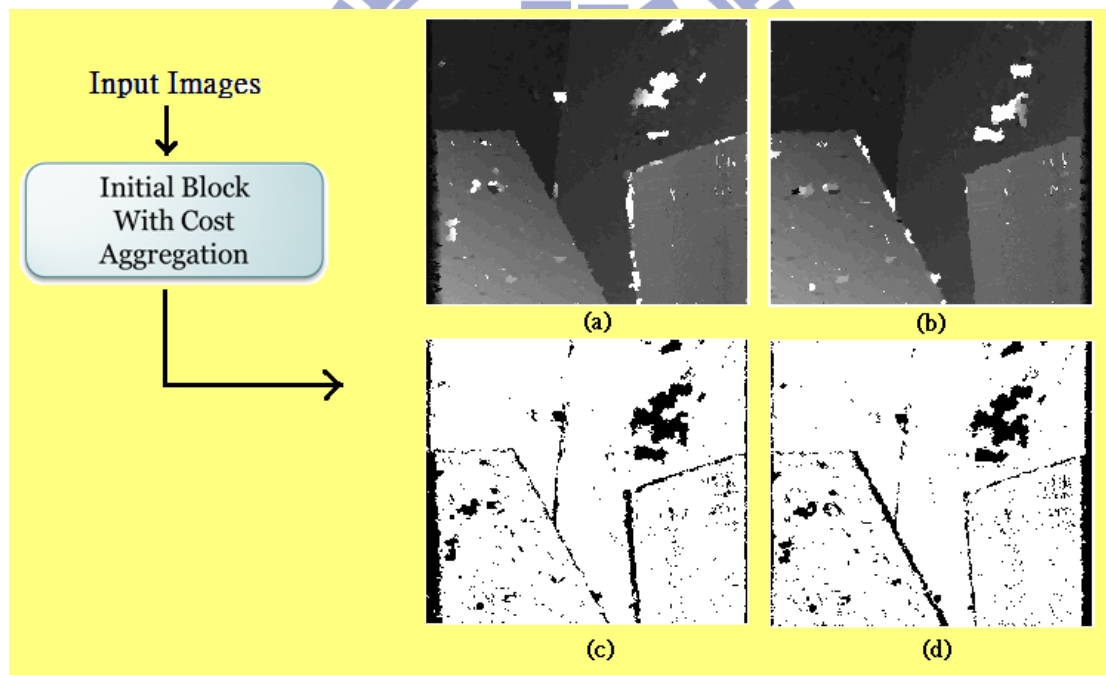 Input Images
Initial Block
With Cost
Aggregation
(a)
(b)
(c)
(d)